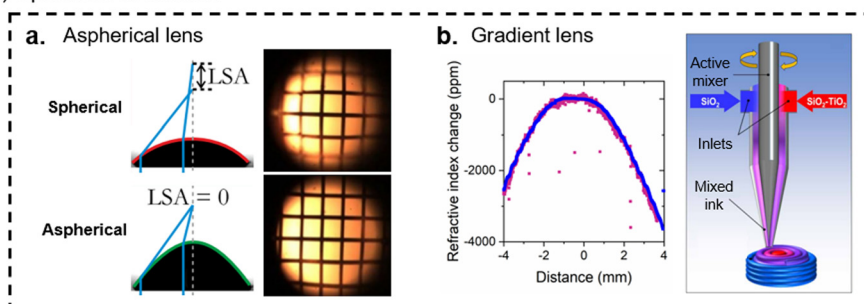 a. Aspherical lens
Spherical
LSA
Aspherical
LSA = 0
b. Gradient lens
Refractive index change (ppm)
0
-2000
-4000
-4
-2
0
2
4
Distance (mm)
Active
mixer
SiO₂
SiO₂-TiO₂
Inlets
Mixed
ink